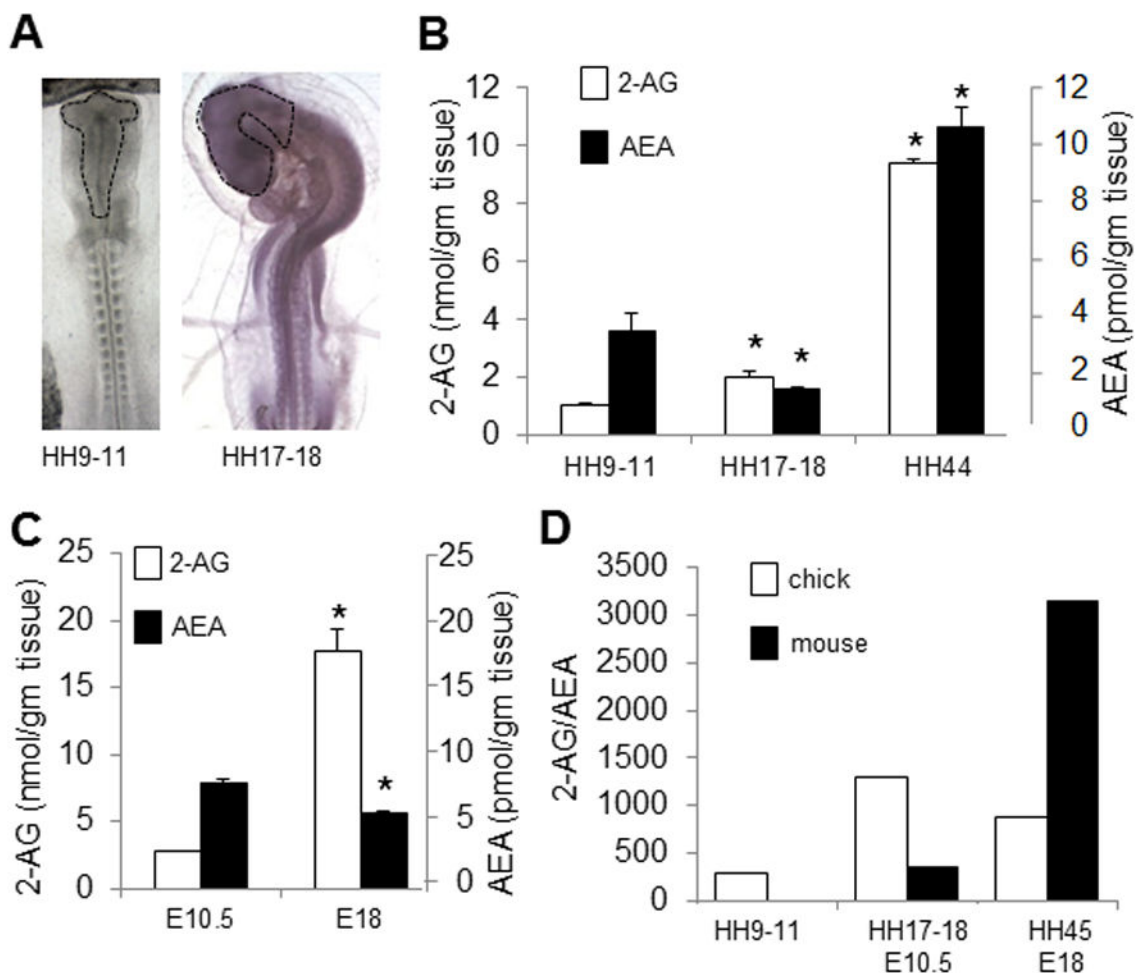 A
HH9-11
HH17-18
B
2-AG
AEA
2-AG (nmol/gm tissue)
12
10
8
6
4
2
0
*
*
*
*
12
10
8
6
4
2
0
AEA (pmol/gm tissue)
HH9-11
HH17-18
HH44
C
2-AG
AEA
2-AG (nmol/gm tissue)
25
20
15
10
5
0
*
*
25
20
15
10
5
0
AEA (pmol/gm tissue)
E10.5
E18
D
chick
mouse
2-AG/AEA
3500
3000
2500
2000
1500
1000
500
0
HH9-11
HH17-18
E10.5
HH45
E18